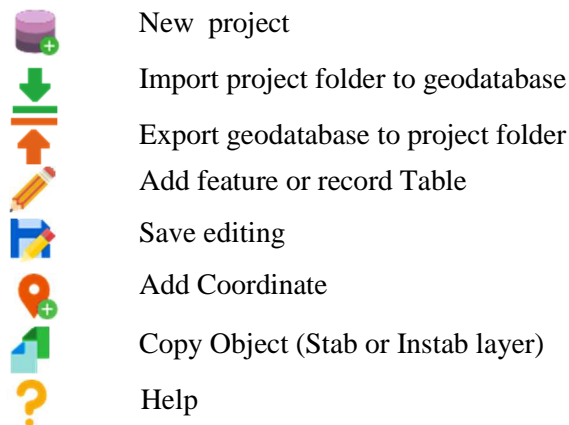 New project
Import project folder to geodatabase
Export geodatabase to project folder
Add feature or record Table
Save editing
Add Coordinate
Copy Object (Stab or Instab layer)
Help